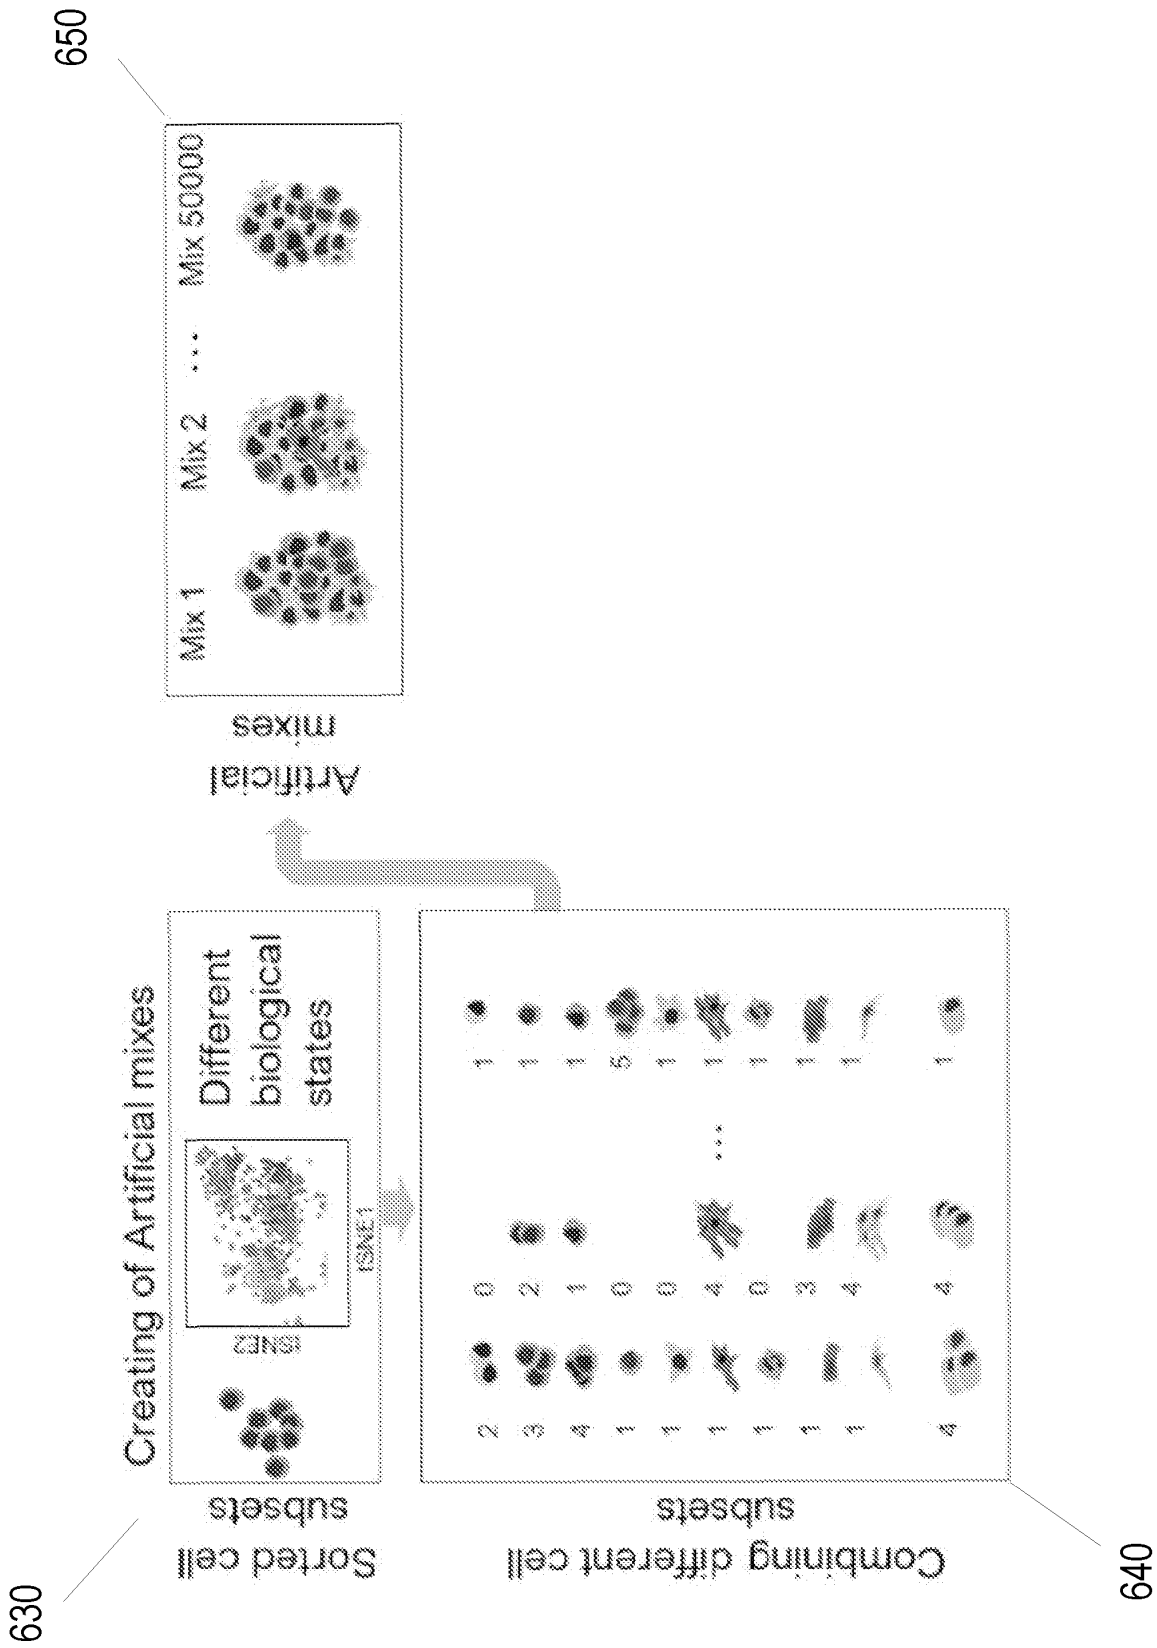 630
Creating of Artificial mixes
Sorted cell
subsets
tSNE2
tSNE1
Different
biological
states
Combining different cell
subsets
2 0 1
3 2 1
4 1 1
1 0 5
1 0 1
1 4 ... 1
1 0 1
1 3 1
1 4 1
4 4 1
640
Artificial
mixes
Mix 1 Mix 2 ... Mix 50000
650